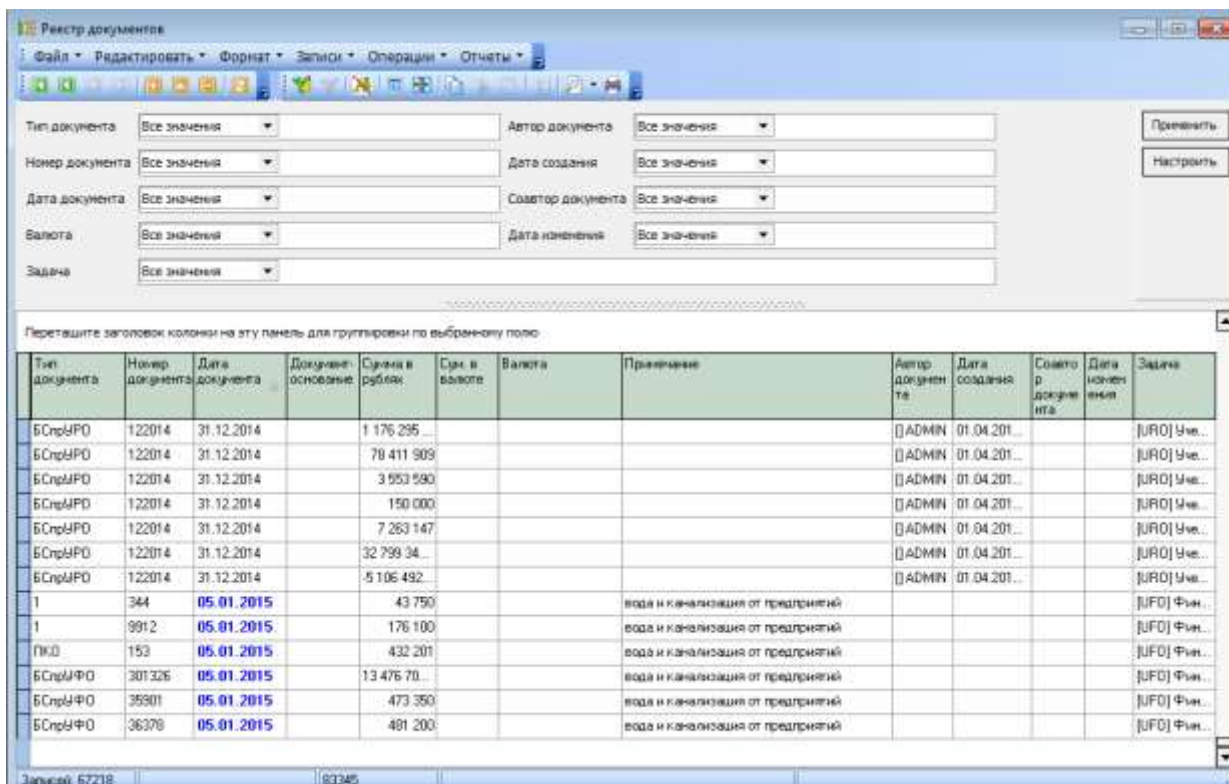 Реестр документов
Файл Редактировать Формат Записи Операции Отчеты
Тип документа Все значения Автор документа Все значения Применить
Номер документа Все значения Дата создания Все значения Настроить
Дата документа Все значения Соавтор документа Все значения
Валюта Все значения Дата изменения Все значения
Задача Все значения
Перетащите заголовок колонки на эту панель для группировки по выбранному полю
Тип документа Номер документа Дата документа Документ-основание Сумма в рублях Сум. в валюте Валюта Примечание Автор докумен та Дата создания Соавто р докуме нта Дата измен ения Задача
БСпрУРО 122014 31.12.2014 1 176 295 ... [] ADMIN 01.04.201... [URO] Уче...
БСпрУРО 122014 31.12.2014 78 411 909 [] ADMIN 01.04.201... [URO] Уче...
БСпрУРО 122014 31.12.2014 3 553 590 [] ADMIN 01.04.201... [URO] Уче...
БСпрУРО 122014 31.12.2014 150 000 [] ADMIN 01.04.201... [URO] Уче...
БСпрУРО 122014 31.12.2014 7 263 147 [] ADMIN 01.04.201... [URO] Уче...
БСпрУРО 122014 31.12.2014 32 799 34... [] ADMIN 01.04.201... [URO] Уче...
БСпрУРО 122014 31.12.2014 -5 106 492... [] ADMIN 01.04.201... [URO] Уче...
1 344 05.01.2015 43 750 вода и канализация от предприятий [UFO] Фин...
1 9912 05.01.2015 176 100 вода и канализация от предприятий [UFO] Фин...
ПКО 153 05.01.2015 432 201 вода и канализация от предприятий [UFO] Фин...
БСпрУФО 301326 05.01.2015 13 476 70... вода и канализация от предприятий [UFO] Фин...
БСпрУФО 35901 05.01.2015 473 350 вода и канализация от предприятий [UFO] Фин...
БСпрУФО 36378 05.01.2015 481 200 вода и канализация от предприятий [UFO] Фин...
Записей: 67218 83345